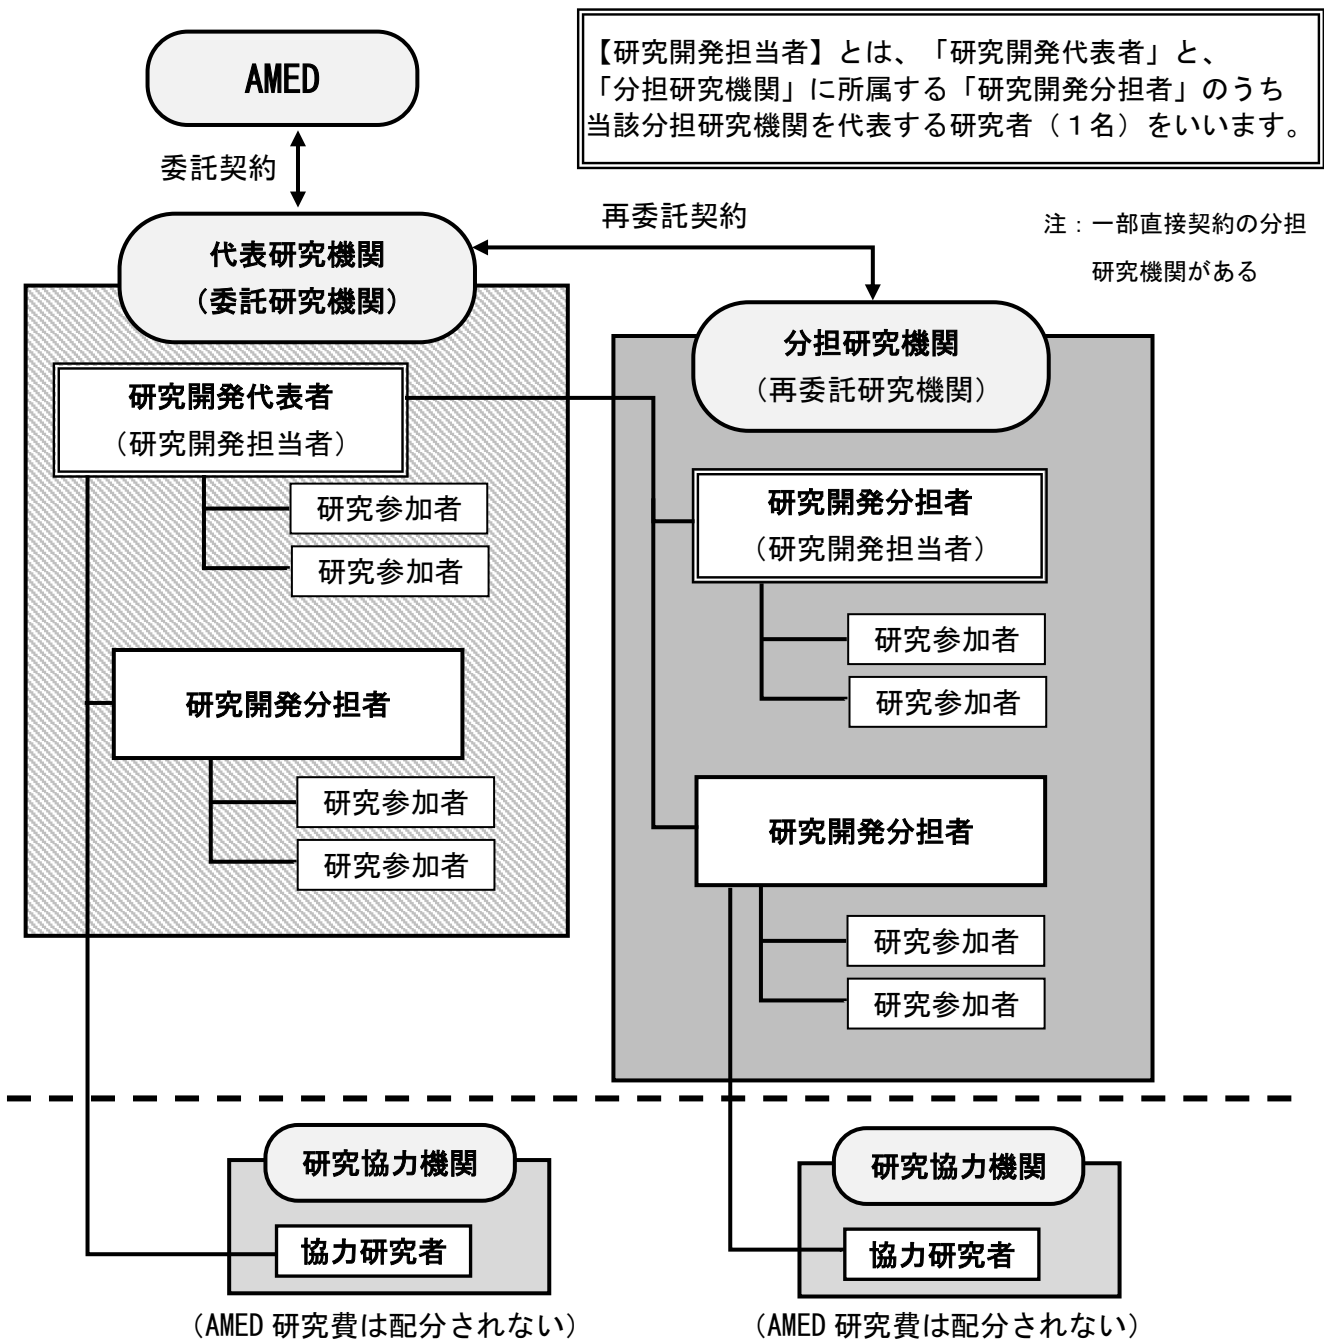 AMED
【研究開発担当者】とは、「研究開発代表者」と、
「分担研究機関」に所属する「研究開発分担者」のうち
当該分担研究機関を代表する研究者（１名）をいいます。
委託契約
再委託契約
注：一部直接契約の分担
研究機関がある
代表研究機関
（委託研究機関）
研究開発代表者
（研究開発担当者）
研究参加者
研究参加者
研究開発分担者
研究参加者
研究参加者
分担研究機関
（再委託研究機関）
研究開発分担者
（研究開発担当者）
研究参加者
研究参加者
研究開発分担者
研究参加者
研究参加者
研究協力機関
協力研究者
（AMED 研究費は配分されない）
研究協力機関
協力研究者
（AMED 研究費は配分されない）